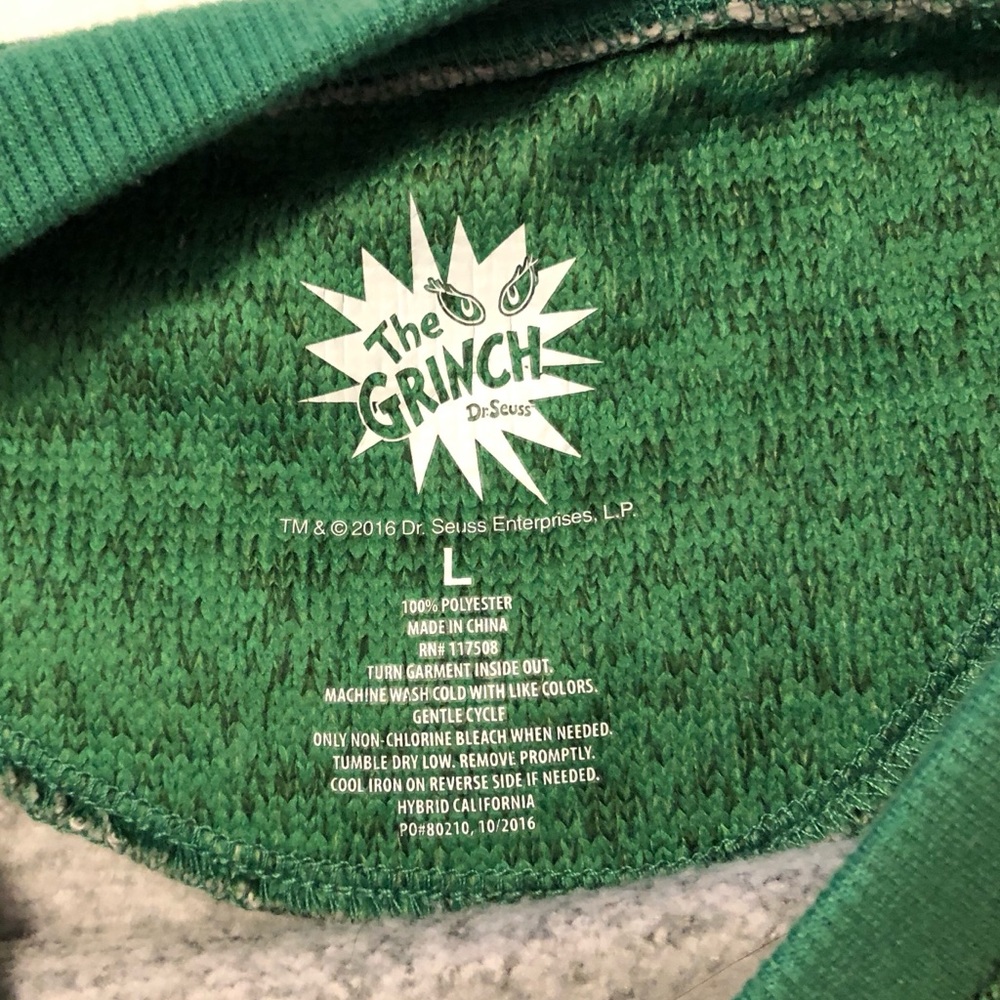 The
GRINCH
Dr. Seuss
TM & © 2016 Dr. Seuss Enterprises, L.P.
L
100% POLYESTER
MADE IN CHINA
RN# 117508
TURN GARMENT INSIDE OUT.
MACHINE WASH COLD WITH LIKE COLORS.
GENTLE CYCLE
ONLY NON-CHLORINE BLEACH WHEN NEEDED.
TUMBLE DRY LOW. REMOVE PROMPTLY.
COOL IRON ON REVERSE SIDE IF NEEDED.
HYBRID CALIFORNIA
PO#80210, 10/2016